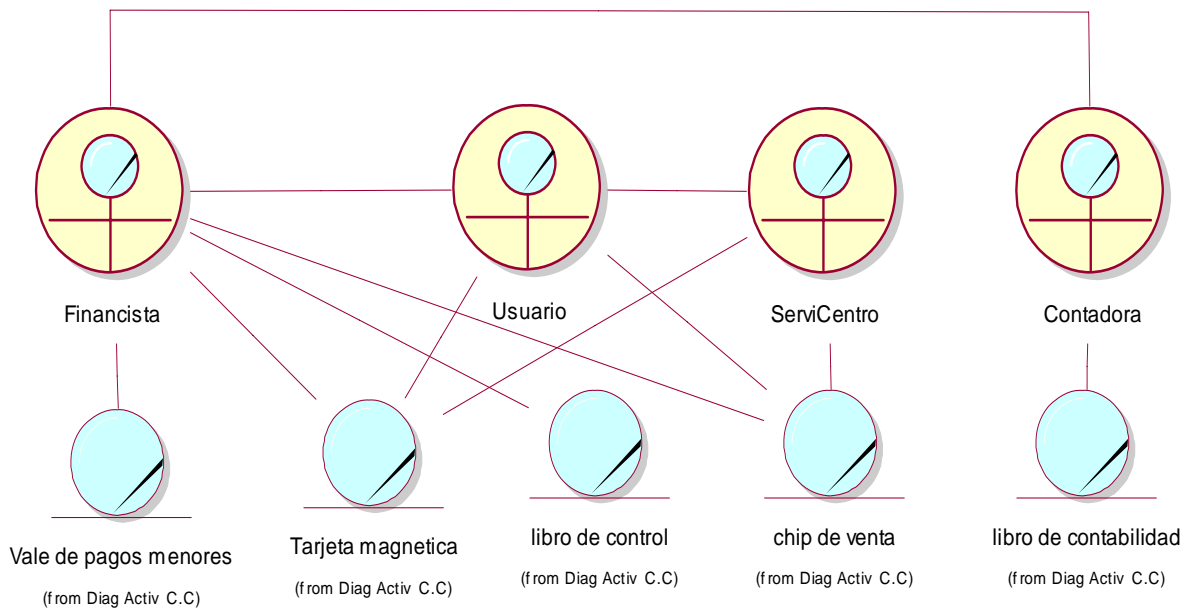 Financista
Usuario
ServiCentro
Contadora
Vale de pagos menores
(from Diag Activ C.C)
Tarjeta magnetica
(from Diag Activ C.C)
libro de control
(from Diag Activ C.C)
chip de venta
(from Diag Activ C.C)
libro de contabilidad
(from Diag Activ C.C)